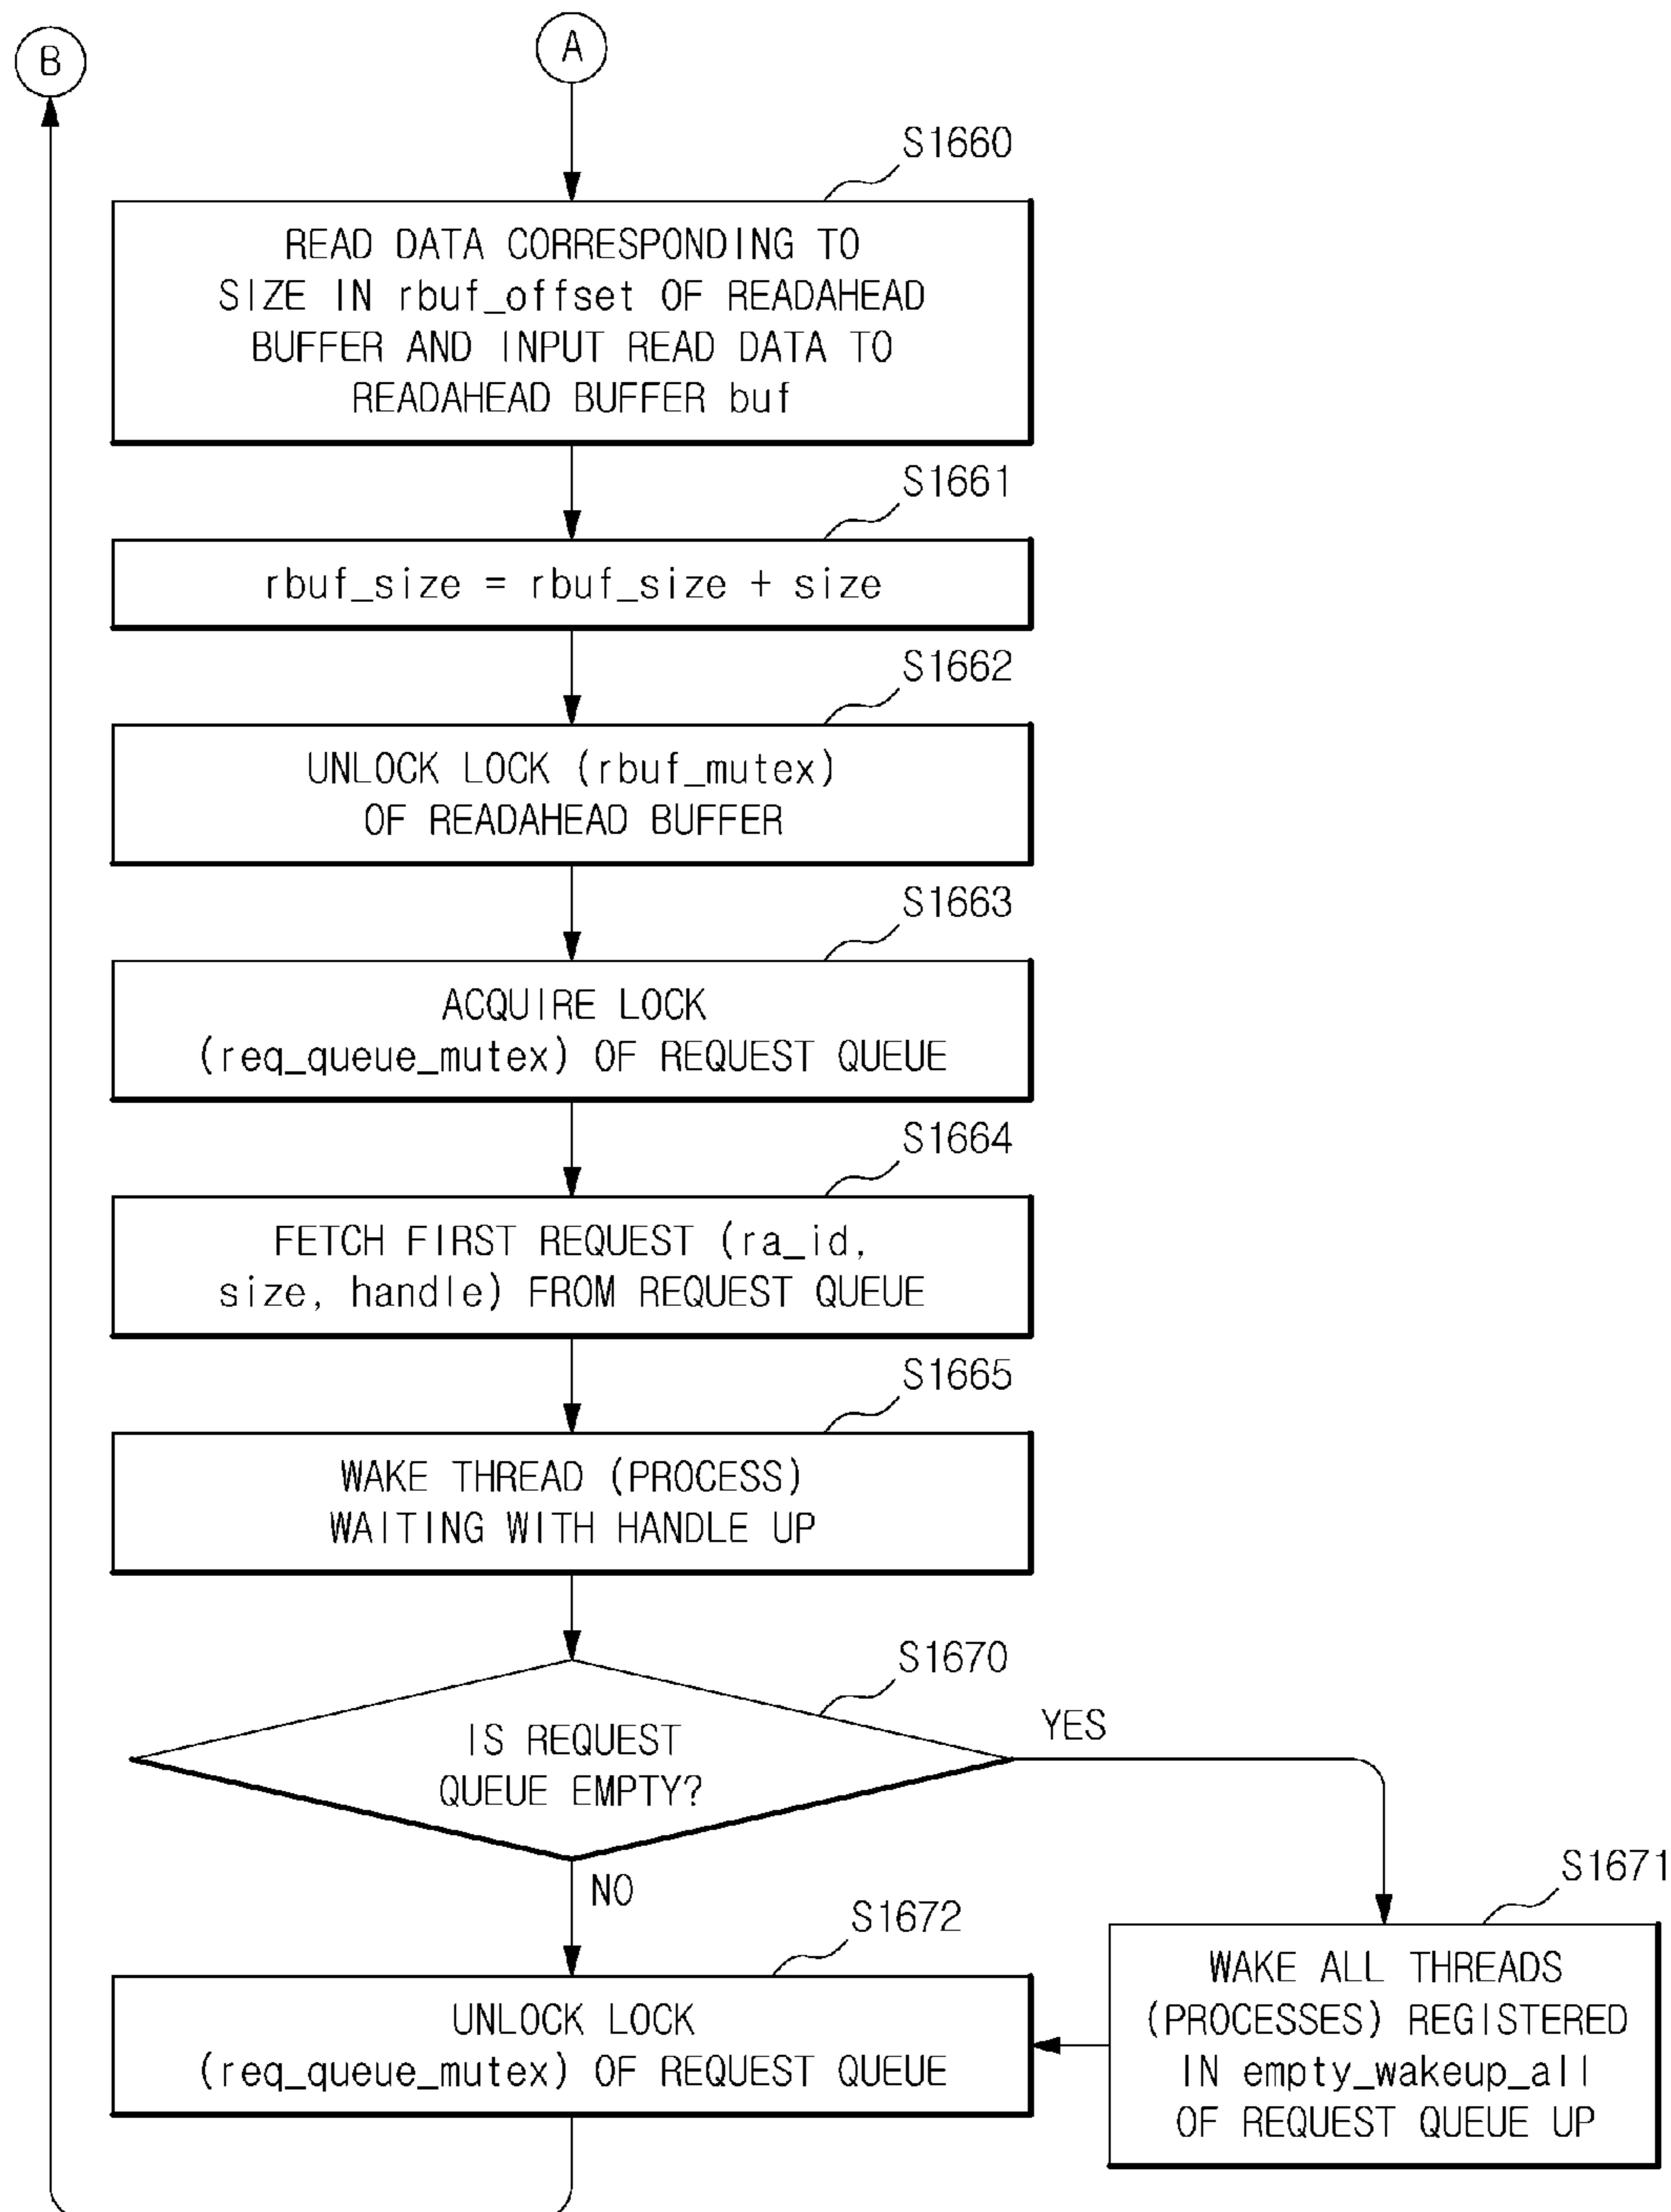 B
A
S1660
READ DATA CORRESPONDING TO
SIZE IN rbuf_offset OF READAHEAD
BUFFER AND INPUT READ DATA TO
READAHEAD BUFFER buf
S1661
rbuf_size = rbuf_size + size
S1662
UNLOCK LOCK (rbuf_mutex)
OF READAHEAD BUFFER
S1663
ACQUIRE LOCK
(req_queue_mutex) OF REQUEST QUEUE
S1664
FETCH FIRST REQUEST (ra_id,
size, handle) FROM REQUEST QUEUE
S1665
WAKE THREAD (PROCESS)
WAITING WITH HANDLE UP
S1670
IS REQUEST
QUEUE EMPTY?
YES
NO
S1671
WAKE ALL THREADS
(PROCESSES) REGISTERED
IN empty_wakeup_all
OF REQUEST QUEUE UP
S1672
UNLOCK LOCK
(req_queue_mutex) OF REQUEST QUEUE